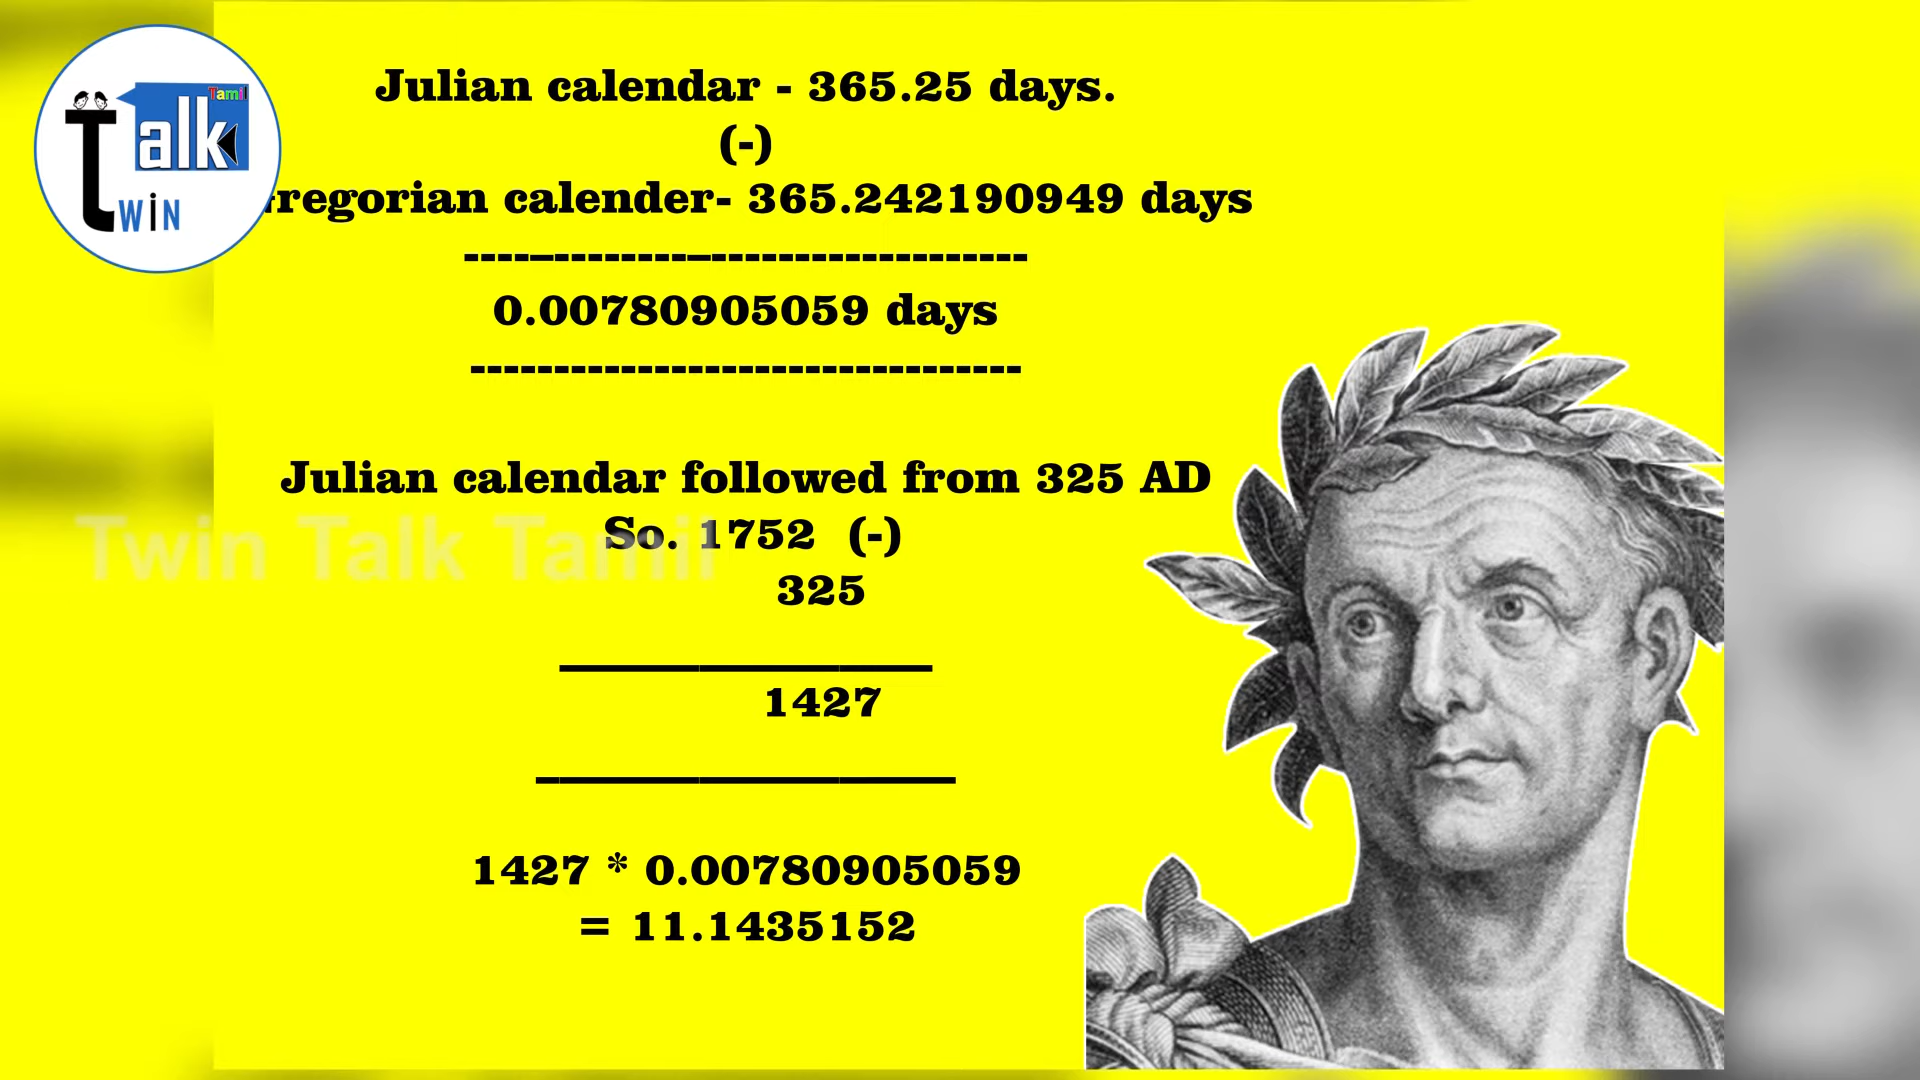 Tamil
Talk
Twin
Julian calendar - 365.25 days.
(-)
regorian calender- 365.242190949 days
----–--------–-------------------
0.00780905059 days
---------------------------------
Julian calendar followed from 325 AD
So. 1752 (-)
Twin Talk Tamil
325
1427
1427 * 0.00780905059
= 11.1435152